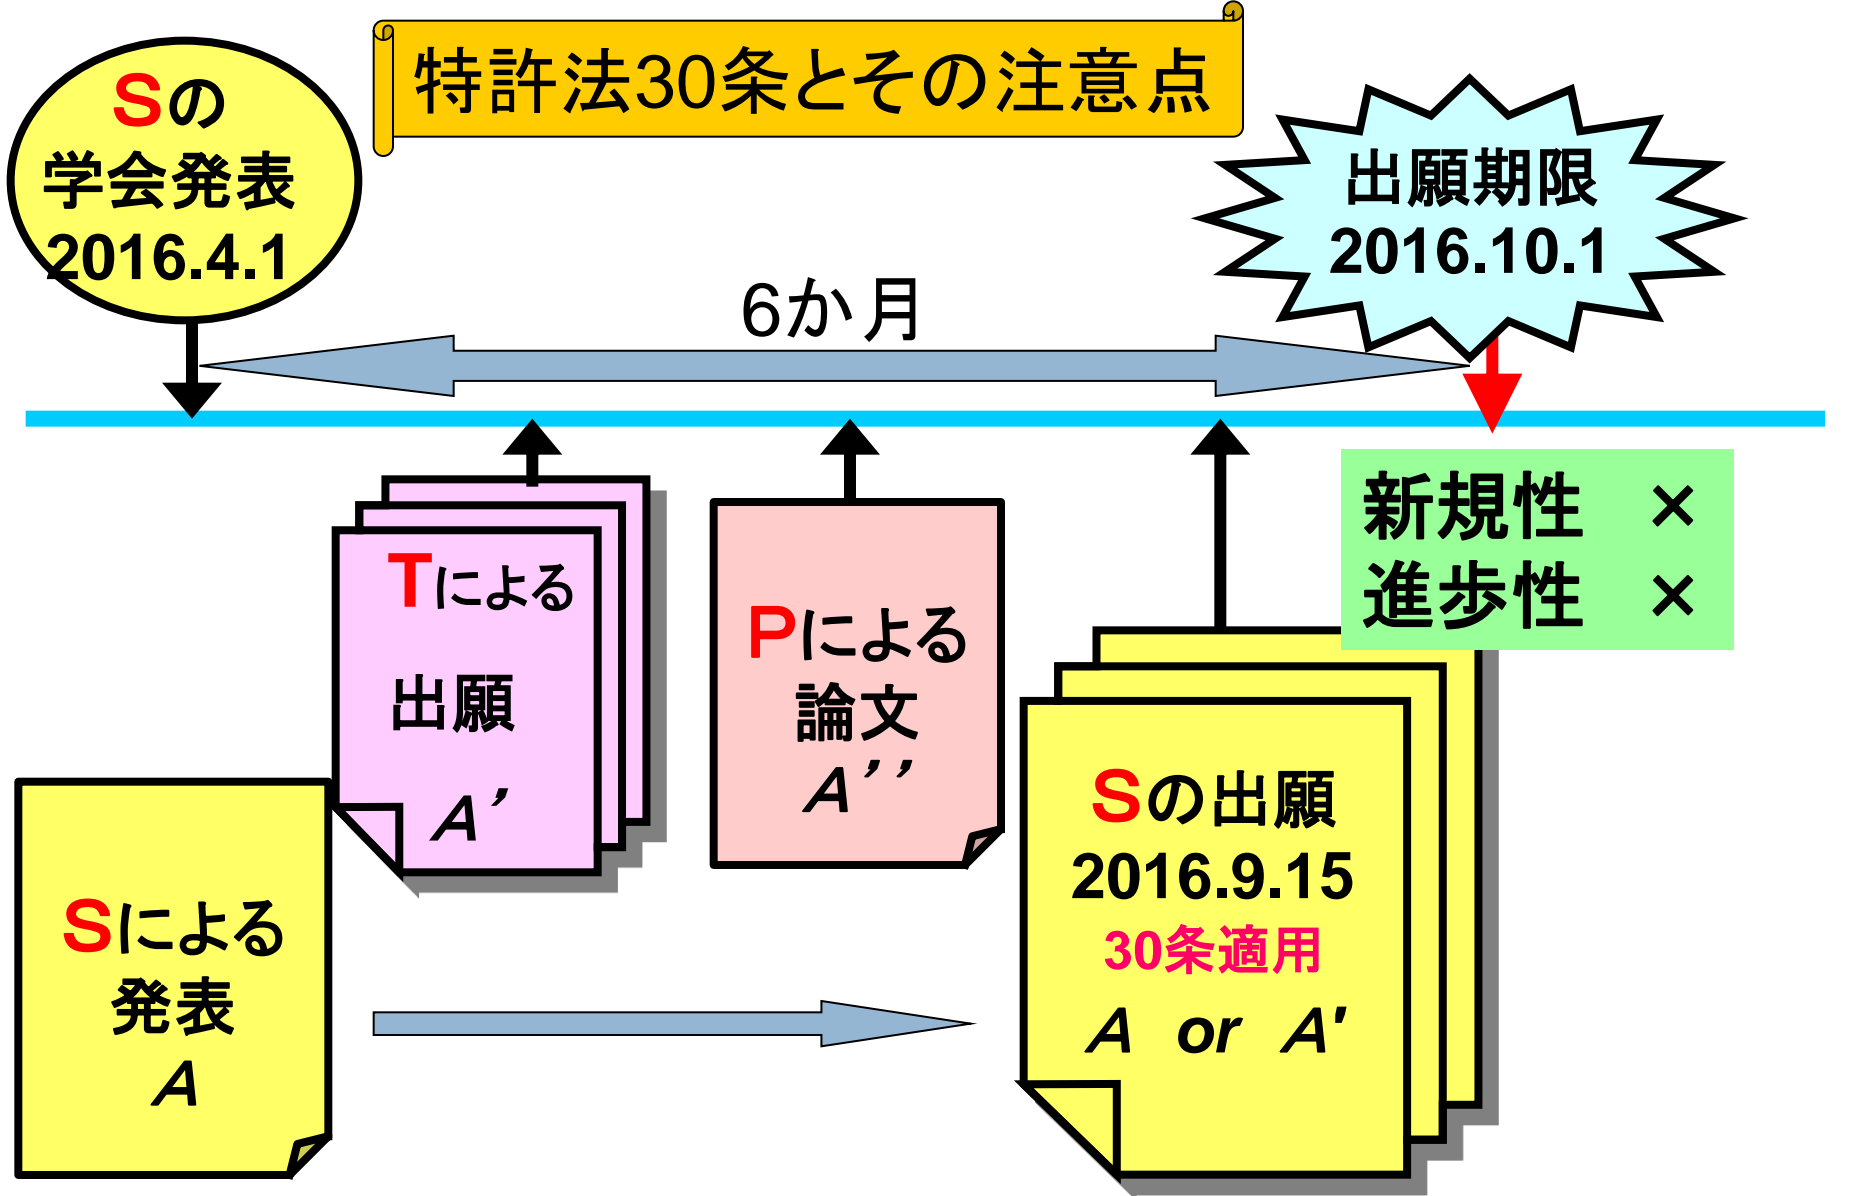 特許法30条とその注意点
Sの
学会発表
2016.4.1
出願期限
2016.10.1
6か月
新規性　×
進歩性　×
Tによる
出願
A’
Pによる
論文
A’’
Sによる
発表
A
Sの出願
2016.9.15
30条適用
A or A'